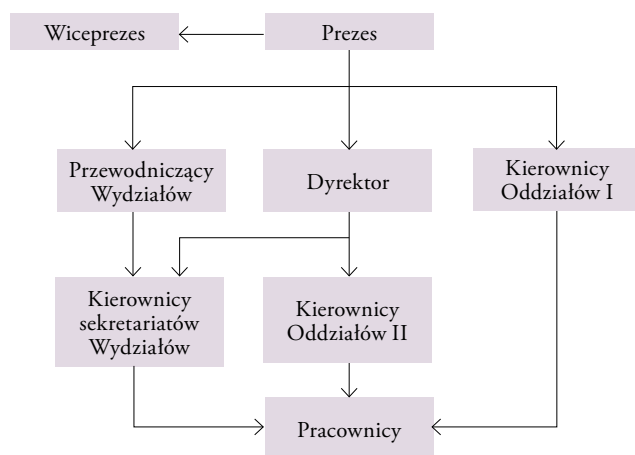 Wiceprezes
Prezes
Przewodniczący
Wydziałów
Dyrektor
Kierownicy
Oddziałów I
Kierownicy
sekretariatów
Wydziałów
Kierownicy
Oddziałów II
Pracownicy